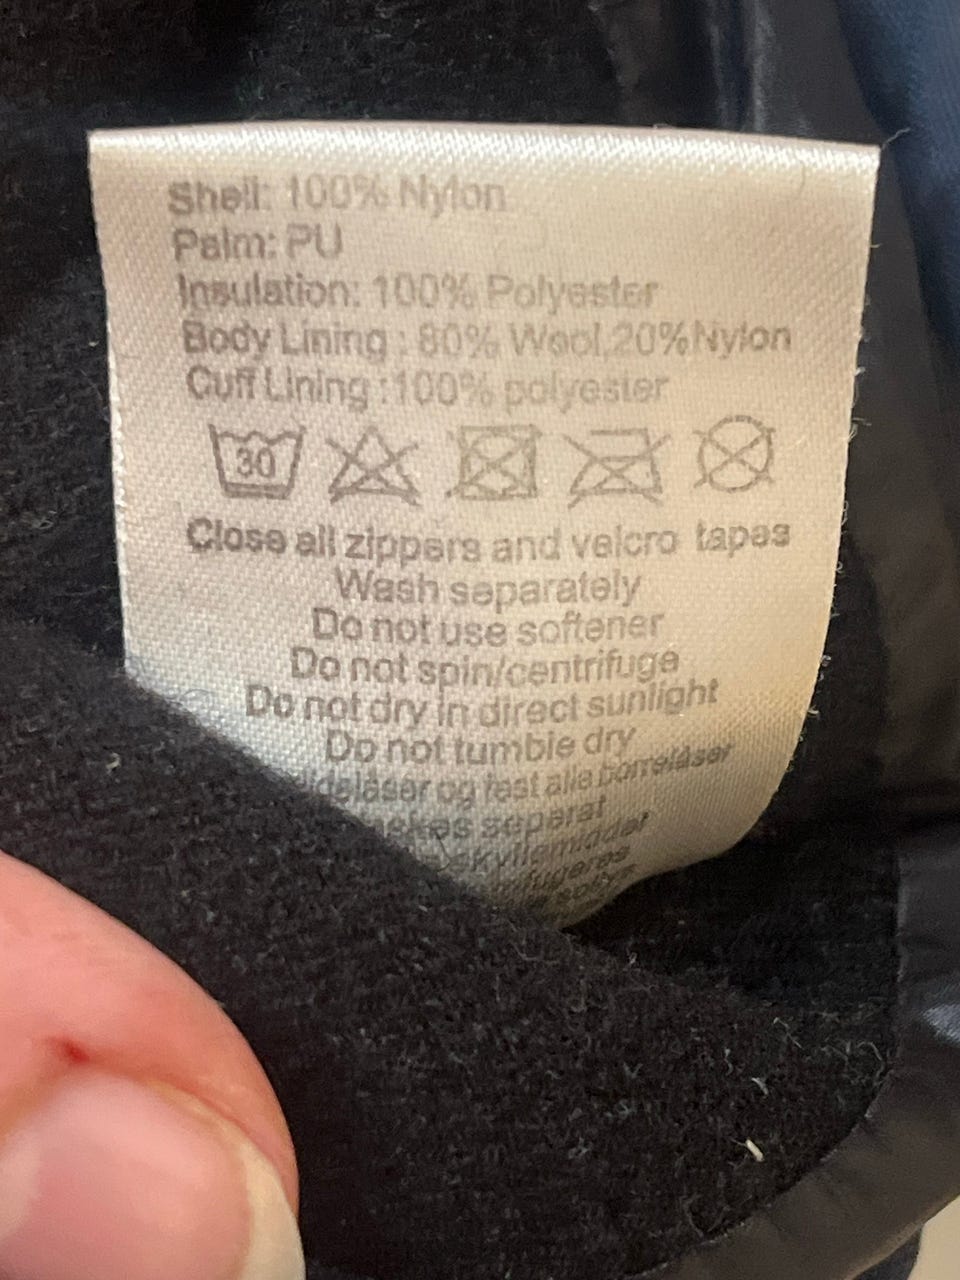 Shell: 100% Nylon
Palm: PU
Insulation: 100% Polyester
Body Lining : 80% Wool,20%Nylon
Cuff Lining :100% polyester
30
Close all zippers and velcro tapes
Wash separately
Do not use softener
Do not spin/centrifuge
Do not dry in direct sunlight
Do not tumble dry
og fest alle borrelåser
separat